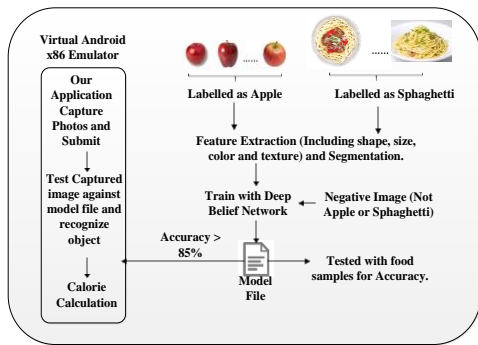 Virtual Android
x86 Emulator
Our
Application
Capture
Photos and
Submit
Test Captured
image against
model file and
recognize
object
Calorie
Calculation
......
......
Labelled as Apple
Labelled as Sphaghetti
Feature Extraction (Including shape, size,
color and texture) and Segmentation.
Train with Deep
Belief Network
Negative Image (Not
Apple or Sphaghetti)
Accuracy >
85%
Model
File
Tested with food
samples for Accuracy.